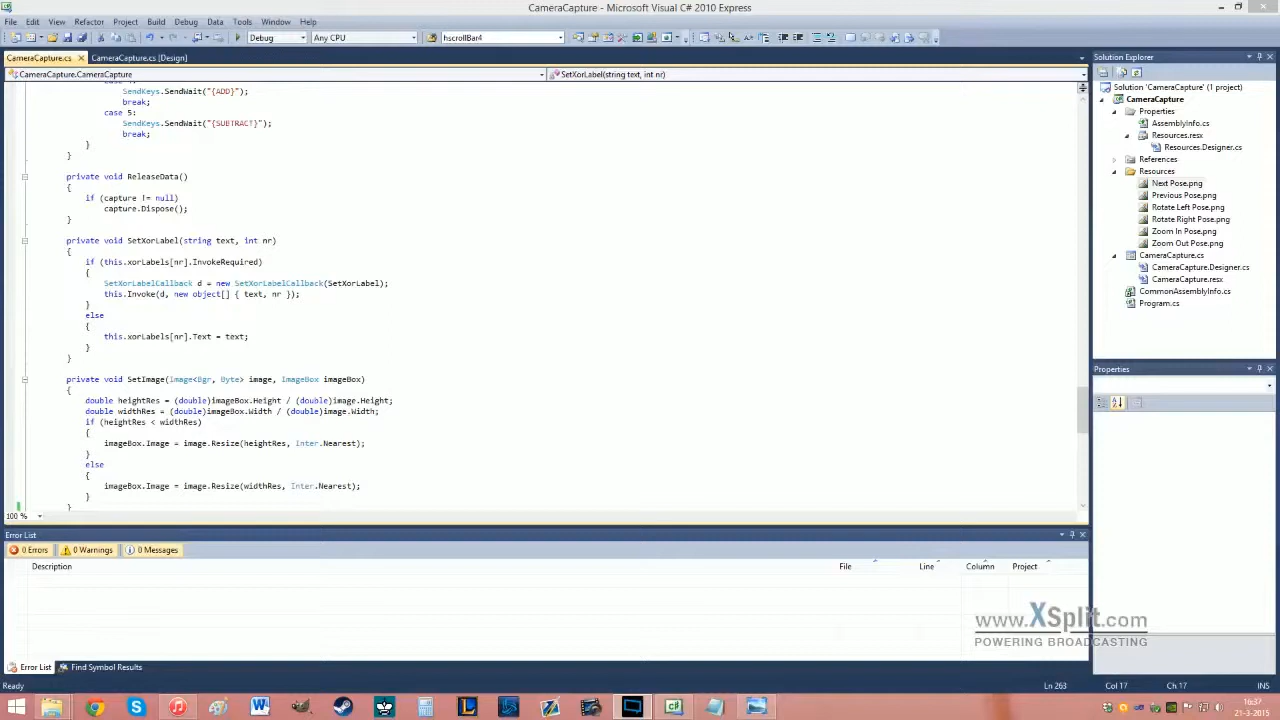 CameraCapture - Microsoft Visual C# 2010 Express
File Edit View Refactor Project Build Debug Data Tools Window Help
Debug Any CPU hscrollBar4
CameraCapture.cs CameraCapture.cs [Design]
CameraCapture.CameraCapture SetXorLabel(string text, int nr)
SendKeys.SendWait("{ADD}");
break;
case 5:
SendKeys.SendWait("{SUBTRACT}");
break;
}
}
private void ReleaseData()
{
if (capture != null)
capture.Dispose();
}
private void SetXorLabel(string text, int nr)
{
if (this.xorLabels[nr].InvokeRequired)
{
SetXorLabelCallback d = new SetXorLabelCallback(SetXorLabel);
this.Invoke(d, new object[] { text, nr });
}
else
{
this.xorLabels[nr].Text = text;
}
}
private void SetImage(Image<Bgr, Byte> image, ImageBox imageBox)
{
double heightRes = (double)imageBox.Height / (double)image.Height;
double widthRes = (double)imageBox.Width / (double)image.Width;
if (heightRes < widthRes)
{
imageBox.Image = image.Resize(heightRes, Inter.Nearest);
}
else
{
imageBox.Image = image.Resize(widthRes, Inter.Nearest);
}
}
100 %
Error List
0 Errors 0 Warnings 0 Messages
Description File Line Column Project
Error List Find Symbol Results
Ready Ln 263 Col 17 Ch 17 INS
Solution Explorer
Solution 'CameraCapture' (1 project)
CameraCapture
Properties
AssemblyInfo.cs
Resources.resx
Resources.Designer.cs
References
Resources
Next Pose.png
Previous Pose.png
Rotate Left Pose.png
Rotate Right Pose.png
Zoom In Pose.png
Zoom Out Pose.png
CameraCapture.cs
CameraCapture.Designer.cs
CameraCapture.resx
CommonAssemblyInfo.cs
Program.cs
Properties
www.XSplit.com
POWERING BROADCASTING
16:37
21-3-2015